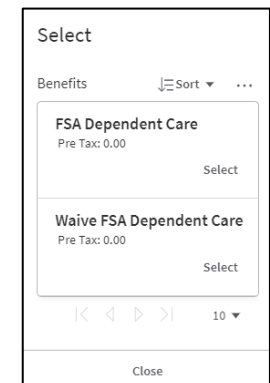 Select
Benefits Sort ...
FSA Dependent Care
Pre Tax: 0.00
Select
Waive FSA Dependent Care
Pre Tax: 0.00
Select
10
Close